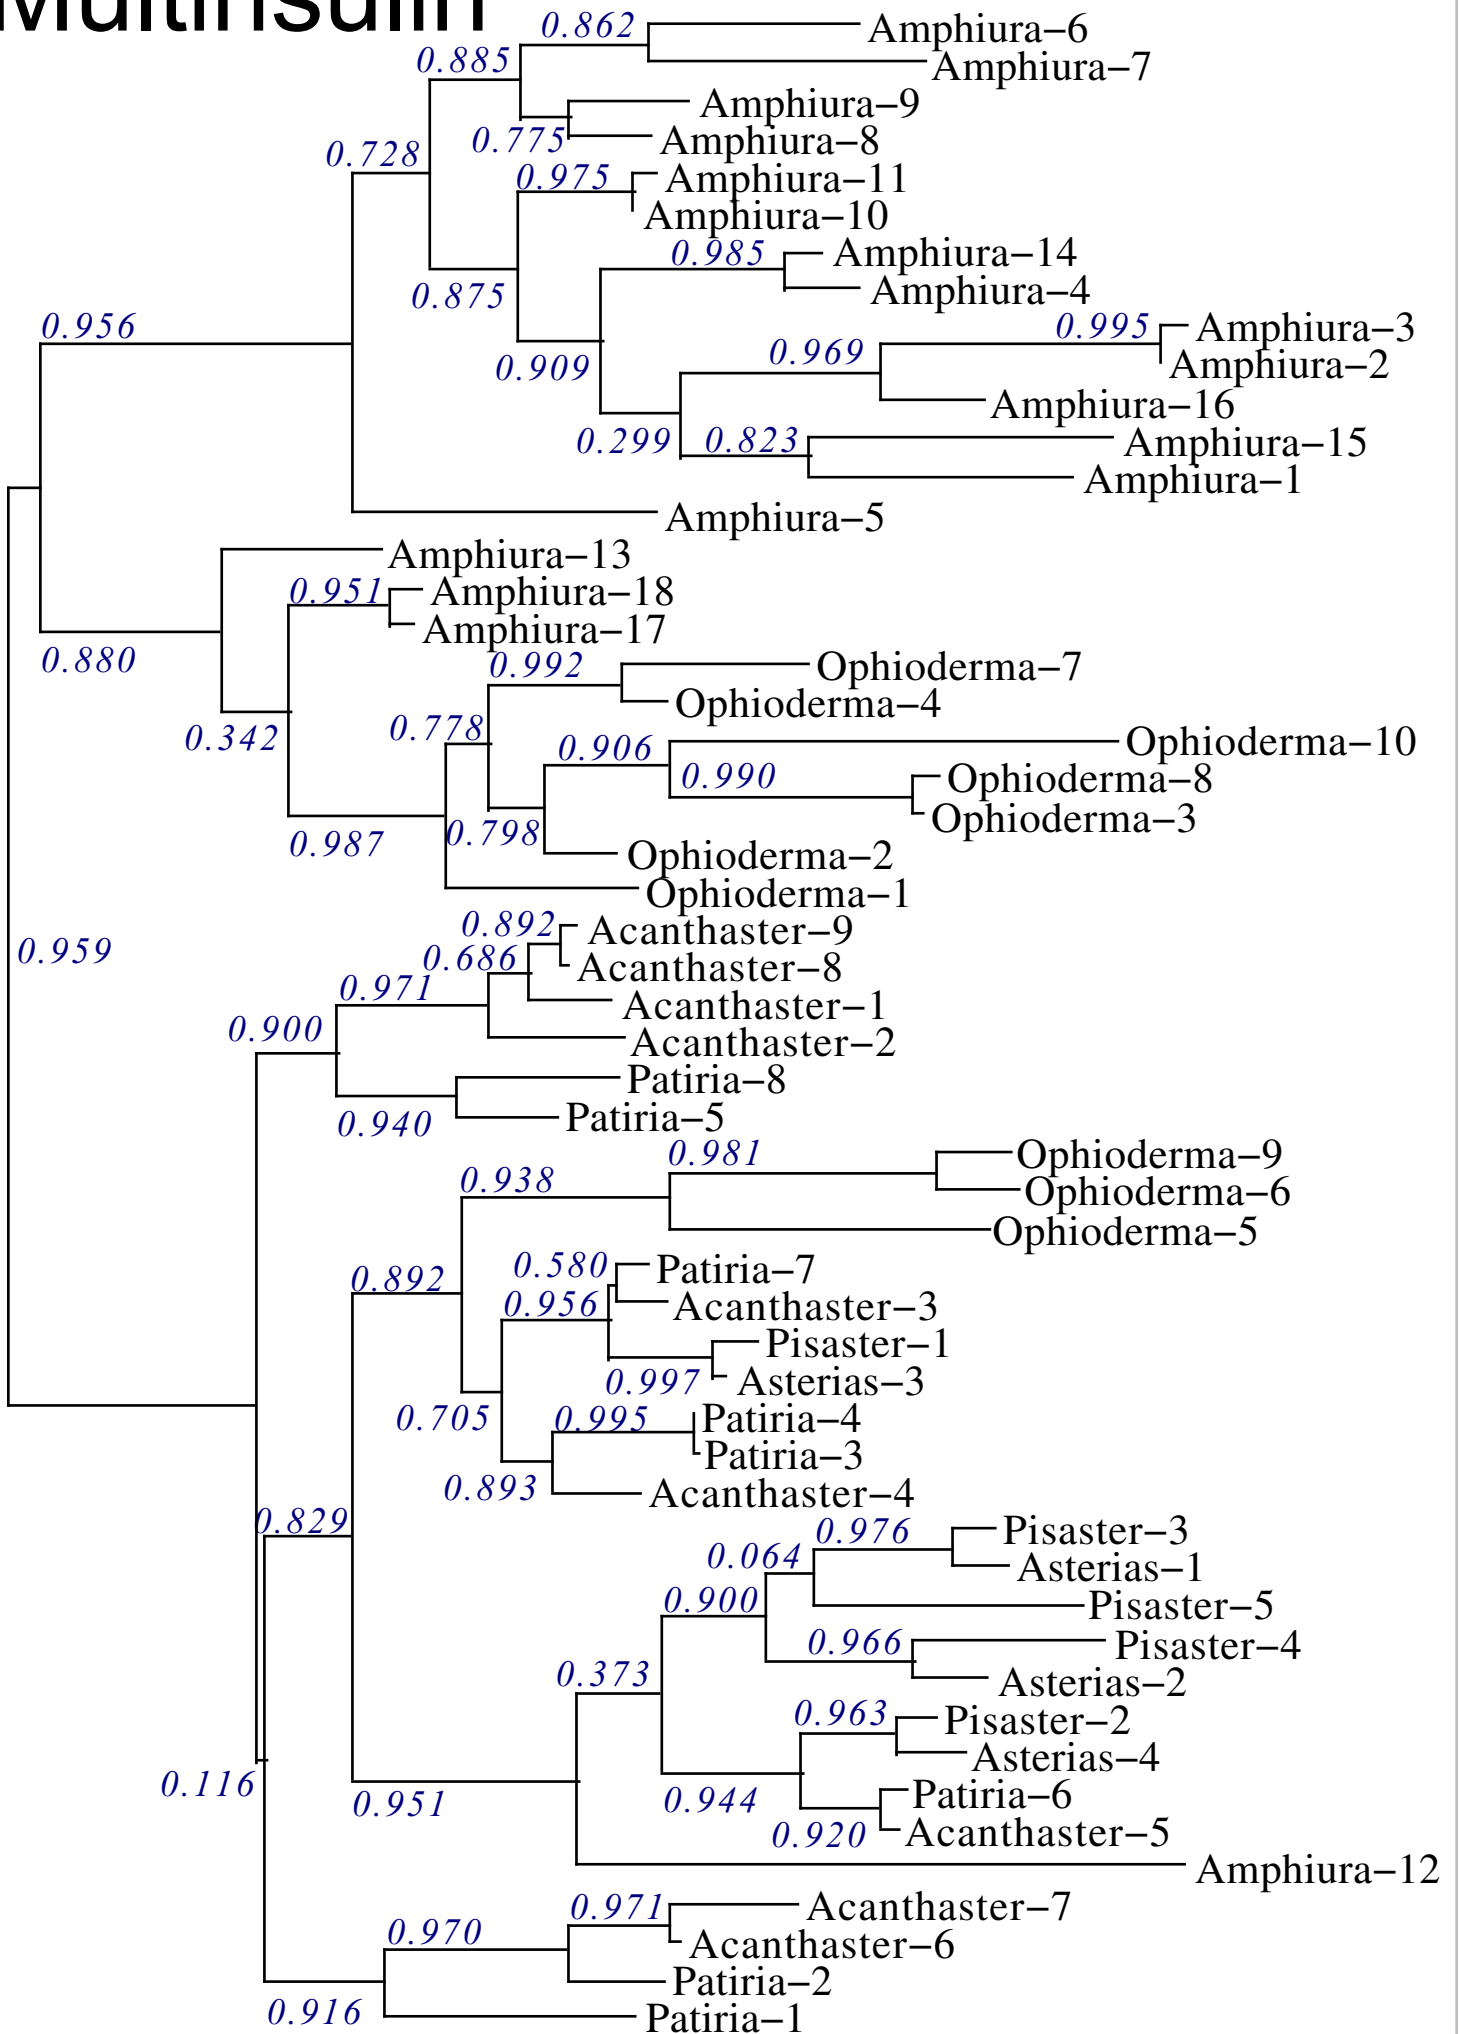 Multinsulin
0.862
Amphiura−6
0.885
Amphiura−7
Amphiura−9
0.775
Amphiura−8
0.728
0.975
Amphiura−11
Amphiura−10
0.985
Amphiura−14
0.875
Amphiura−4
0.956
0.995
Amphiura−3
0.909
0.969
Amphiura−2
Amphiura−16
0.299
0.823
Amphiura−15
Amphiura−1
Amphiura−5
Amphiura−13
0.951
Amphiura−18
Amphiura−17
0.880
0.992
Ophioderma−7
Ophioderma−4
0.342
0.778
0.906
Ophioderma−10
0.990
Ophioderma−8
Ophioderma−3
0.987
0.798
Ophioderma−2
Ophioderma−1
0.892
Acanthaster−9
0.959
0.686
Acanthaster−8
0.971
Acanthaster−1
0.900
Acanthaster−2
Patiria−8
0.940
Patiria−5
0.981
Ophioderma−9
0.938
Ophioderma−6
Ophioderma−5
0.892
0.580
Patiria−7
0.956
Acanthaster−3
Pisaster−1
0.997
Asterias−3
0.705
0.995
Patiria−4
Patiria−3
0.893
Acanthaster−4
0.829
0.976
Pisaster−3
0.064
Asterias−1
0.900
Pisaster−5
0.966
Pisaster−4
0.373
Asterias−2
0.963
Pisaster−2
Asterias−4
0.116
0.951
0.944
Patiria−6
0.920
Acanthaster−5
Amphiura−12
0.971
Acanthaster−7
0.970
Acanthaster−6
Patiria−2
0.916
Patiria−1